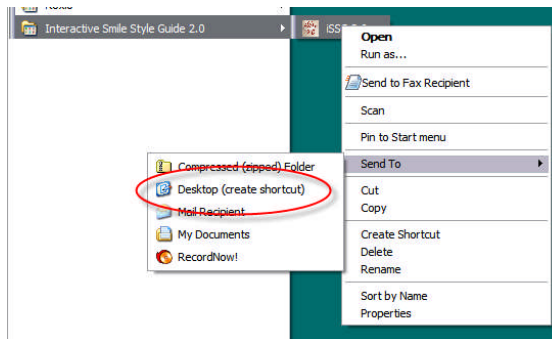 Interactive Smile Style Guide 2.0
Open
Run as...
Send to Fax Recipient
Scan
Pin to Start menu
Send To
Cut
Copy
Create Shortcut
Delete
Rename
Sort by Name
Properties
Compressed (zipped) Folder
Desktop (create shortcut)
Mail Recipient
My Documents
RecordNow!